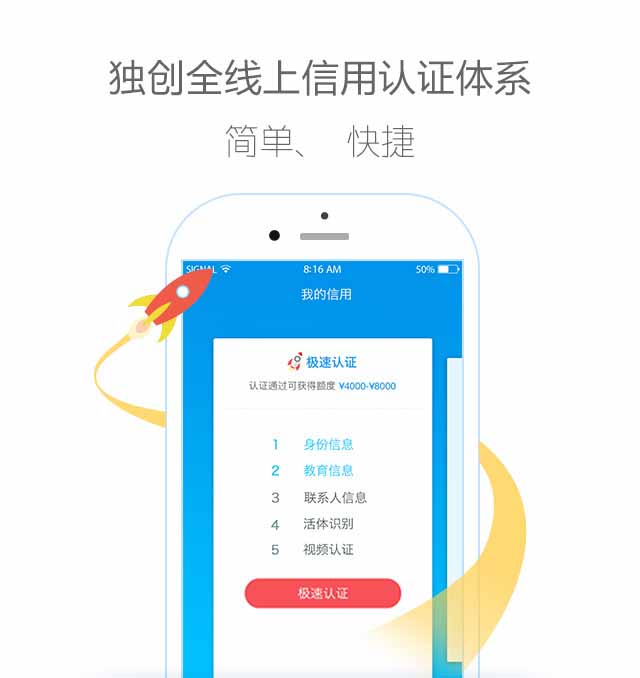 独创全线上信用认证体系
简单、 快捷
SIGNAL 8:16 AM 50%
我的信用
极速认证
认证通过可获得额度 ¥4000-¥8000
1 身份信息
2 教育信息
3 联系人信息
4 活体识别
5 视频认证
极速认证